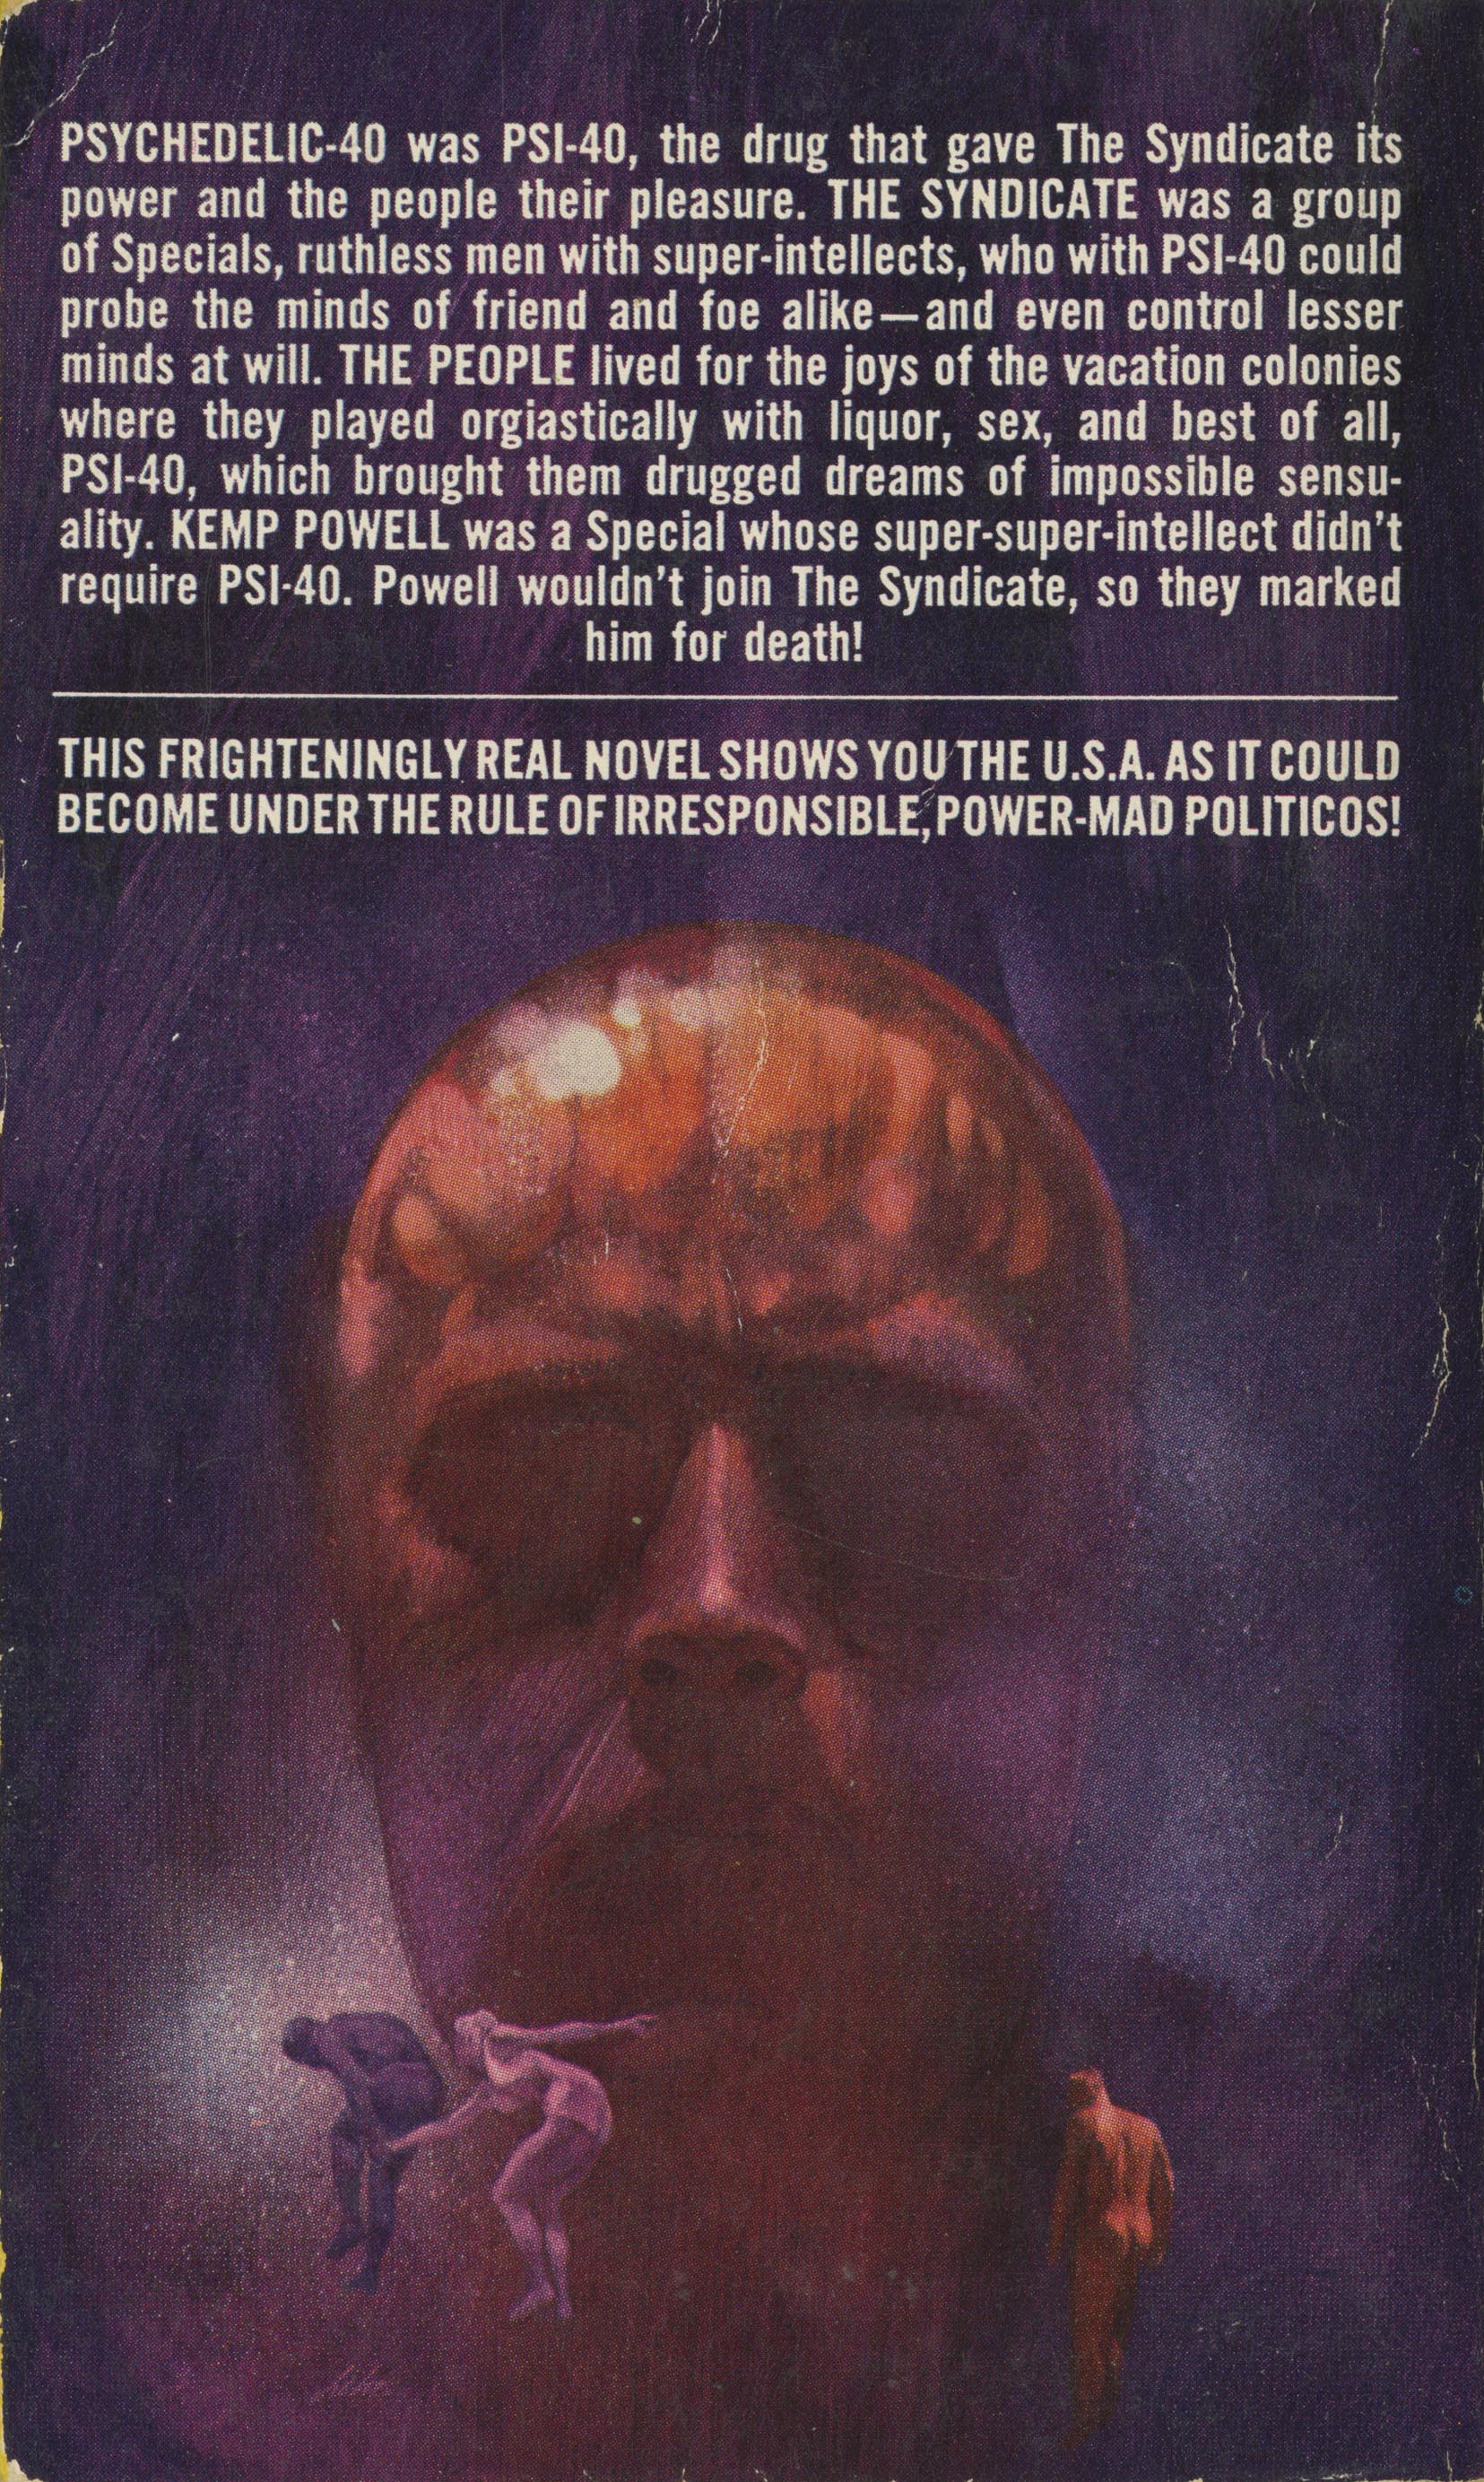 PSYCHEDELIC-40 was PSI-40, the drug that gave The Syndicate its
power and the people their pleasure. THE SYNDICATE was a group
of Specials, ruthless men with super-intellects, who with PSI-40 could
probe the minds of friend and foe alike—and even control lesser
minds at will. THE PEOPLE lived for the joys of the vacation colonies
where they played orgiastically with liquor, sex, and best of all,
PSI-40, which brought them drugged dreams of impossible sensu-
ality. KEMP POWELL was a Special whose super-super-intellect didn't
require PSI-40. Powell wouldn't join The Syndicate, so they marked
him for death!
THIS FRIGHTENINGLY REAL NOVEL SHOWS YOU THE U.S.A. AS IT COULD
BECOME UNDER THE RULE OF IRRESPONSIBLE, POWER-MAD POLITICOS!